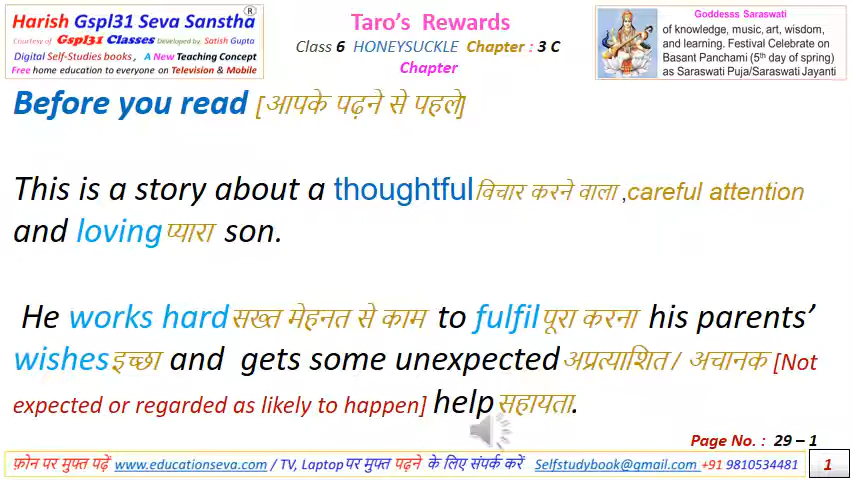 Harish Gspl31 Seva Sanstha ®
Courtesy of Gspl31 Classes Developed by Satish Gupta
Digital Self-Studies books, A New Teaching Concept
Free home education to everyone on Television & Mobile
Taro's Rewards
Class 6 HONEYSUCKLE Chapter : 3 C
Chapter
Goddesss Saraswati
of knowledge, music, art, wisdom,
and learning. Festival Celebrate on
Basant Panchami (5th day of spring)
as Saraswati Puja/Saraswati Jayanti
Before you read [आपके पढ़ने से पहले]
This is a story about a thoughtful विचार करने वाला ,careful attention
and loving प्यारा son.
He works hard सख्त मेहनत से काम to fulfil पूरा करना his parents'
wishes इच्छा and gets some unexpected अप्रत्याशित / अचानक [Not
expected or regarded as likely to happen] help सहायता.
Page No. : 29 – 1
फ़ोन पर मुफ्त पढ़ें www.educationseva.com / TV, Laptop पर मुफ्त पढ़ने के लिए संपर्क करें Selfstudybook@gmail.com +91 9810534481
1